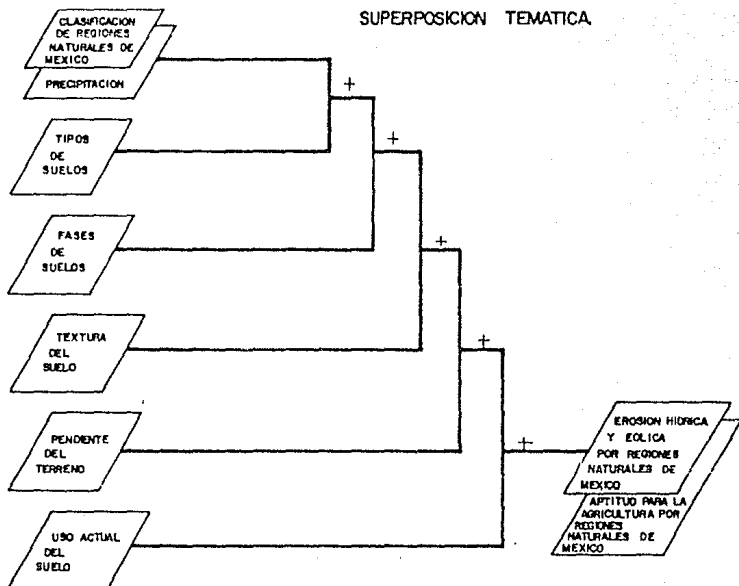 SUPERPOSICION TEMATICA.
CLASIFICACION
DE REGIONES
NATURALES DE
MEXICO
PRECIPITACION
+
TIPOS
DE
SUELOS
+
FASES
DE
SUELOS
+
TEXTURA
DEL
SUELO
+
PENDIENTE
DEL
TERRENO
+
EROSION HIDRICA
Y EOLICA
POR REGIONES
NATURALES DE
MEXICO
APTITUD PARA LA
AGRICULTURA POR
REGIONES
NATURALES DE
MEXICO
USO ACTUAL
DEL
SUELO